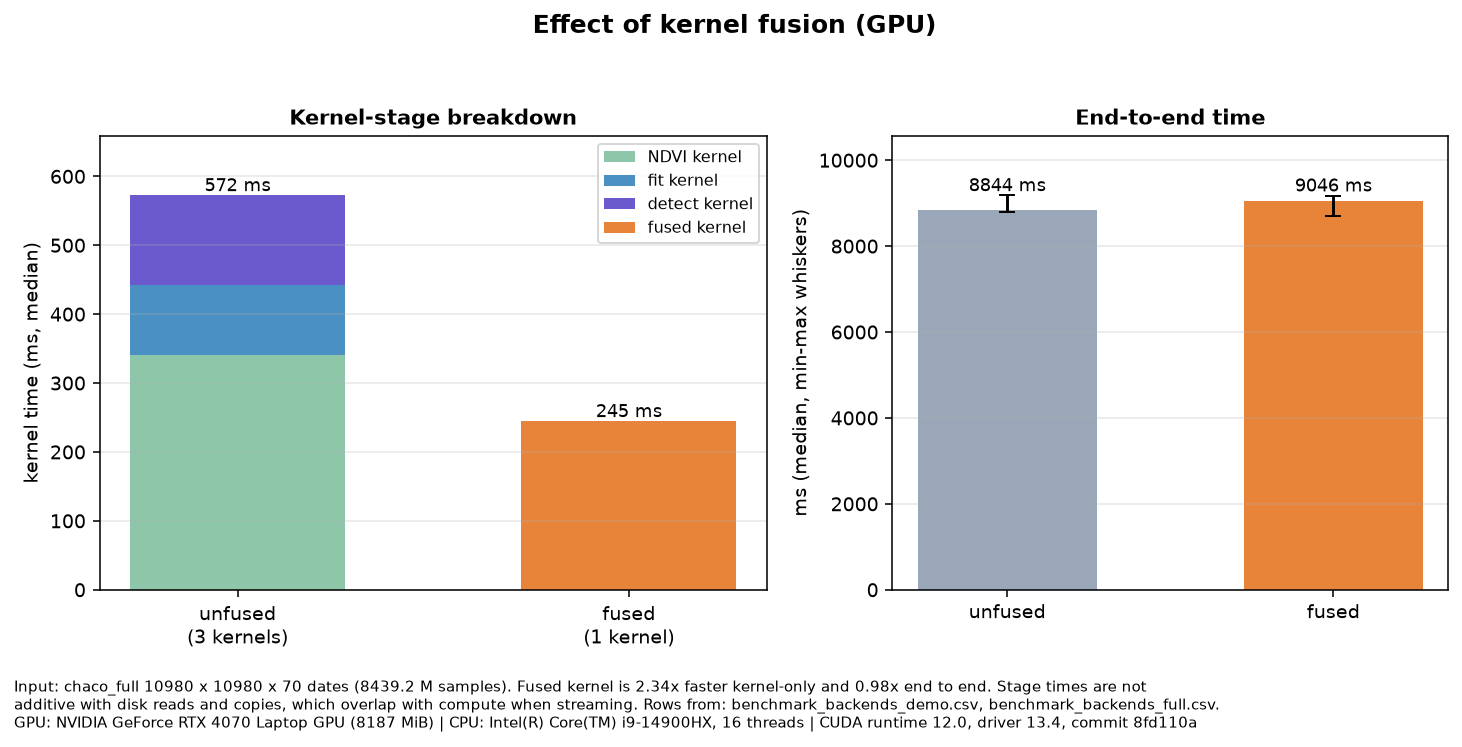 Effect of kernel fusion (GPU)
Kernel-stage breakdown
kernel time (ms, median)
600
500
400
300
200
100
0
572 ms
245 ms
NDVI kernel
fit kernel
detect kernel
fused kernel
unfused
(3 kernels)
fused
(1 kernel)
End-to-end time
ms (median, min-max whiskers)
10000
8000
6000
4000
2000
0
8844 ms
9046 ms
unfused
fused
Input: chaco_full 10980 x 10980 x 70 dates (8439.2 M samples). Fused kernel is 2.34x faster kernel-only and 0.98x end to end. Stage times are not
additive with disk reads and copies, which overlap with compute when streaming. Rows from: benchmark_backends_demo.csv, benchmark_backends_full.csv.
GPU: NVIDIA GeForce RTX 4070 Laptop GPU (8187 MiB) | CPU: Intel(R) Core(TM) i9-14900HX, 16 threads | CUDA runtime 12.0, driver 13.4, commit 8fd110a